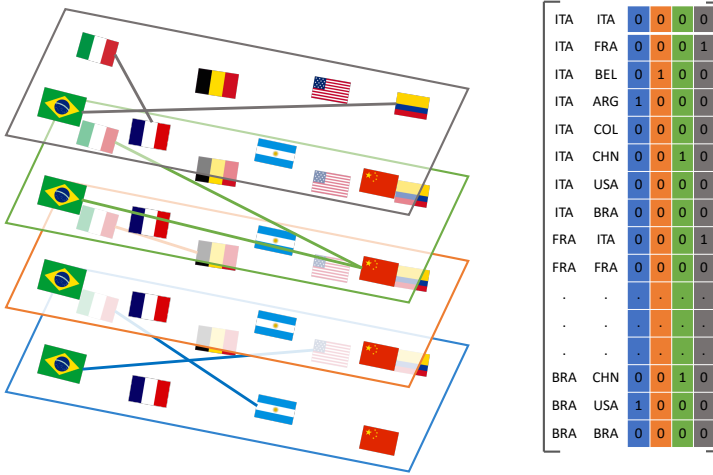 ITA ITA 0 0 0 0
ITA FRA 0 0 0 1
ITA BEL 0 1 0 0
ITA ARG 1 0 0 0
ITA COL 0 0 0 0
ITA CHN 0 0 1 0
ITA USA 0 0 0 0
ITA BRA 0 0 0 0
FRA ITA 0 0 0 1
FRA FRA 0 0 0 0
. . . . . .
. . . . . .
. . . . . .
BRA CHN 0 0 1 0
BRA USA 1 0 0 0
BRA BRA 0 0 0 0